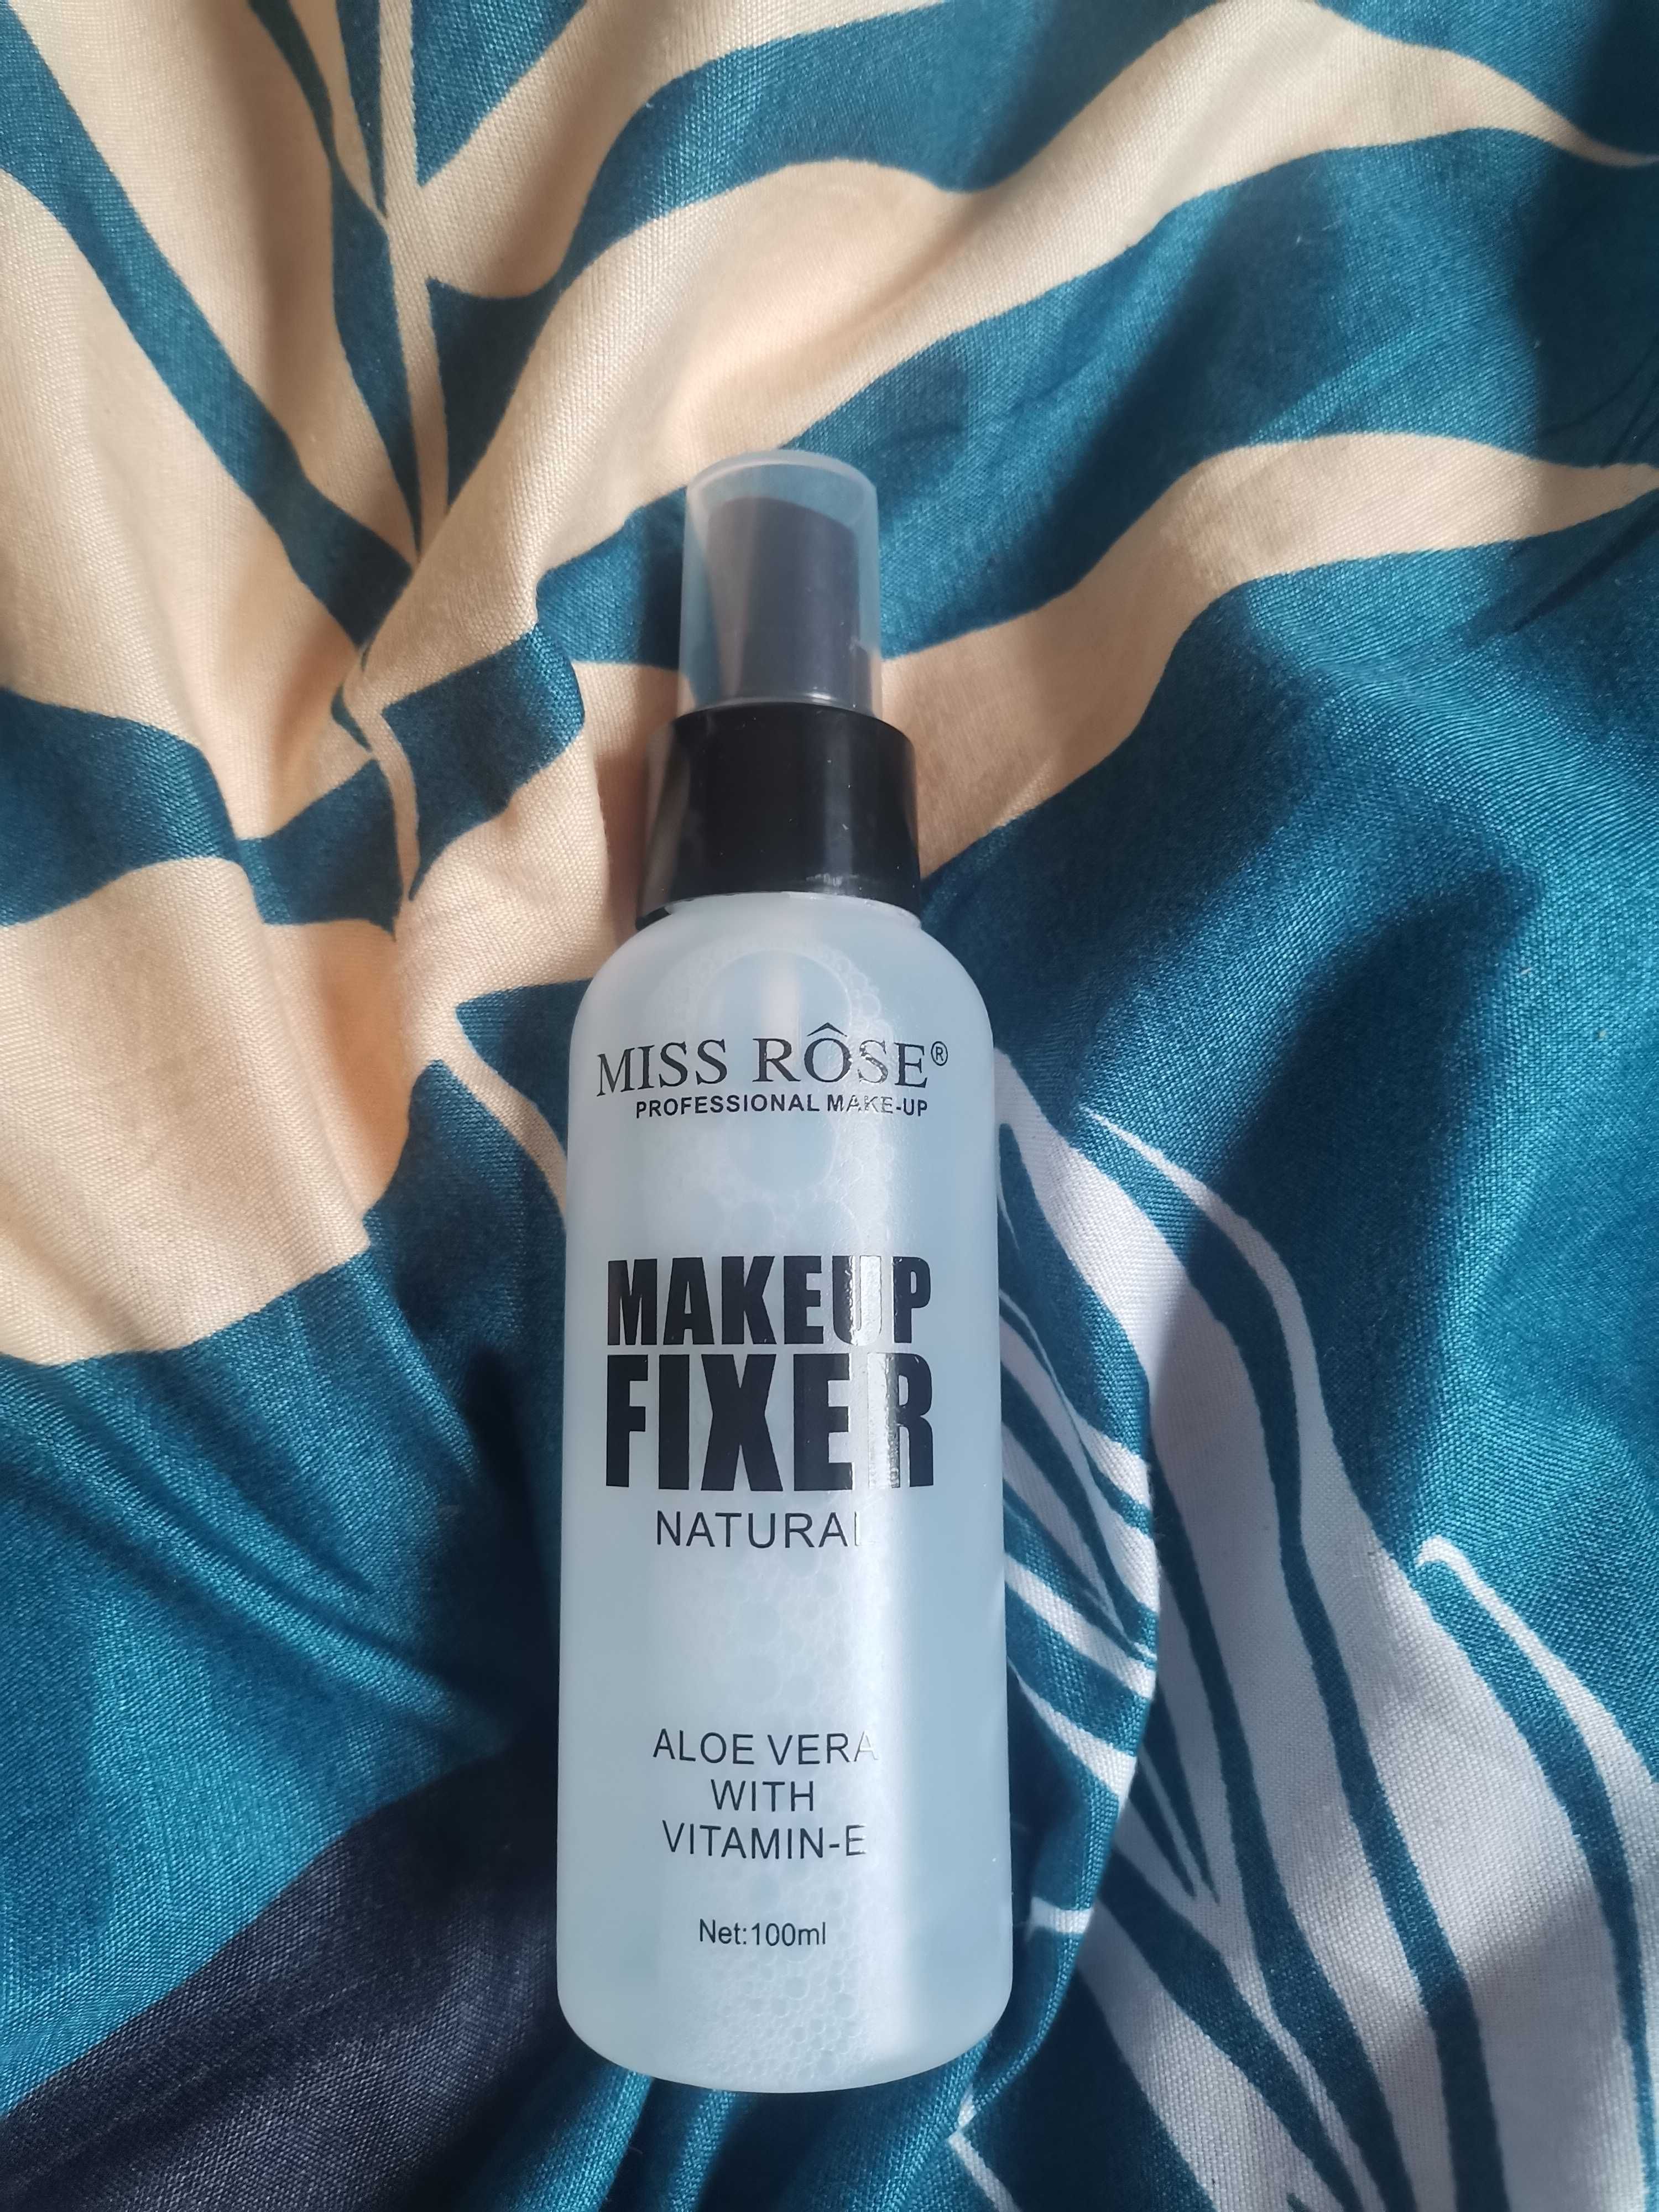 MISS RÔSE®
PROFESSIONAL MAKE-UP
MAKEUP
FIXER
NATURAL
ALOE VERA
WITH
VITAMIN-E
Net:100ml